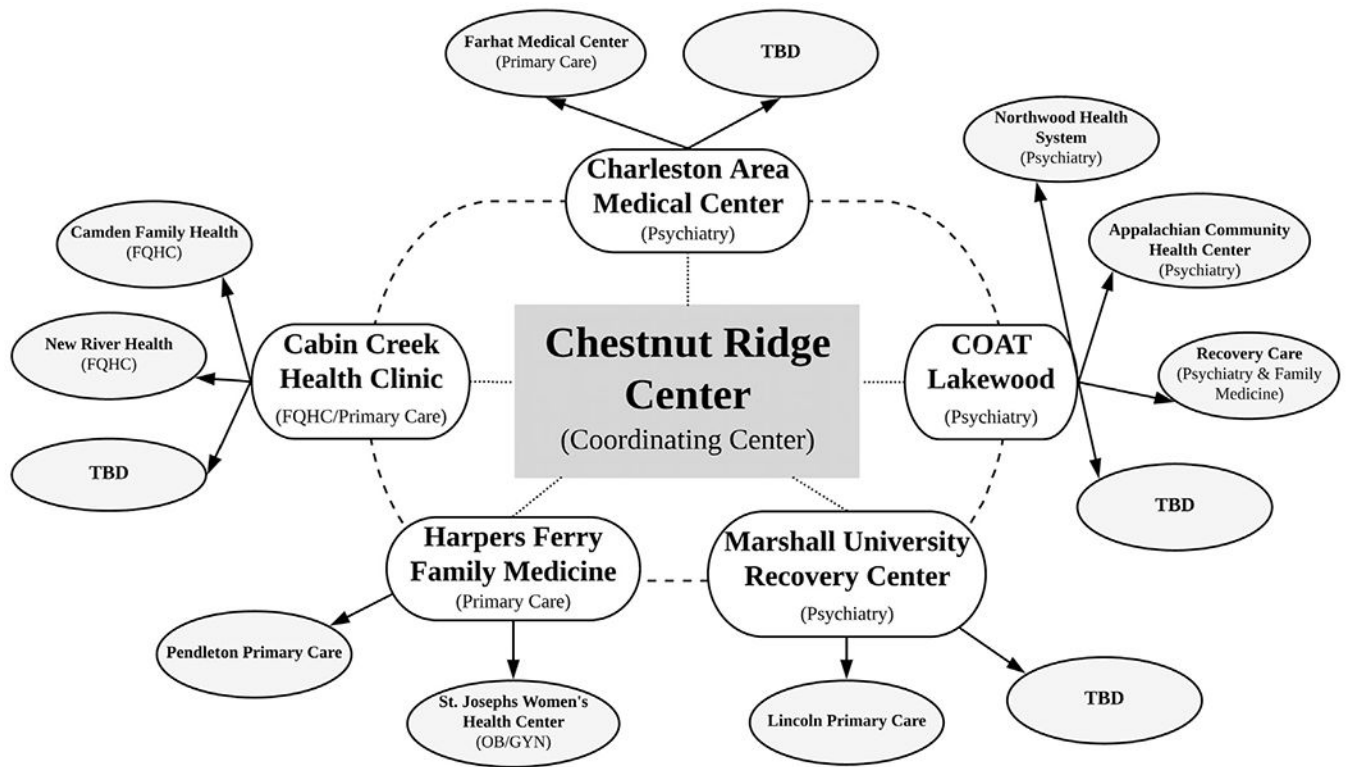 Farhat Medical Center
(Primary Care)
TBD
Northwood Health
System
(Psychiatry)
Charleston Area
Medical Center
(Psychiatry)
Camden Family Health
(FQHC)
Appalachian Community
Health Center
(Psychiatry)
New River Health
(FQHC)
Cabin Creek
Health Clinic
(FQHC/Primary Care)
Chestnut Ridge
Center
(Coordinating Center)
COAT
Lakewood
(Psychiatry)
Recovery Care
(Psychiatry & Family
Medicine)
TBD
TBD
Harpers Ferry
Family Medicine
(Primary Care)
Marshall University
Recovery Center
(Psychiatry)
Pendleton Primary Care
St. Josephs Women's
Health Center
(OB/GYN)
Lincoln Primary Care
TBD